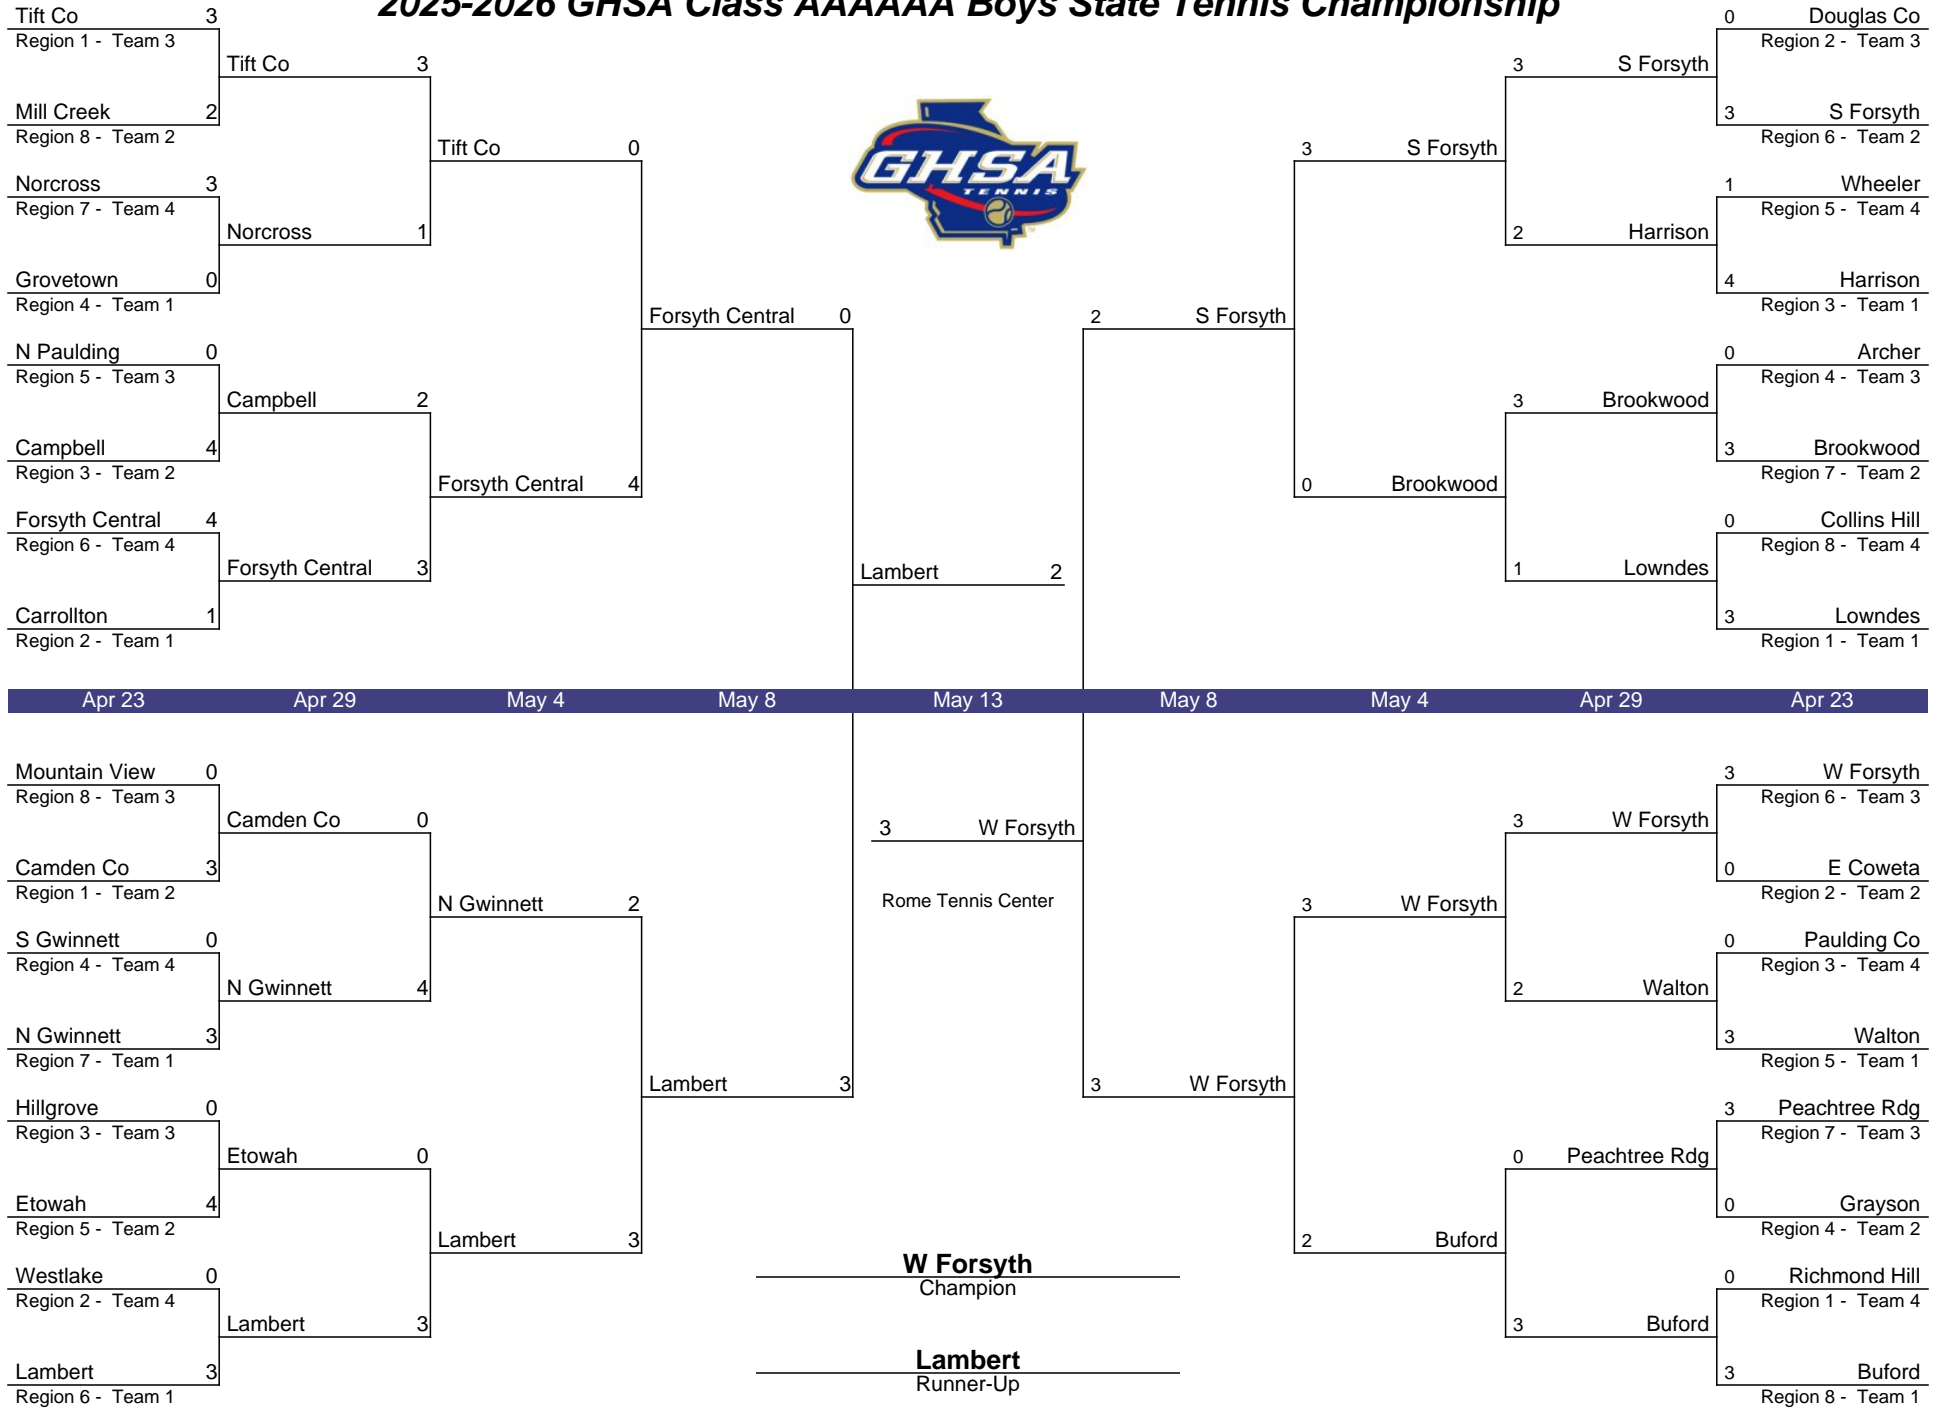 2025-2026 GHSA Class AAAAAA Boys State Tennis Championship
Tift Co 3
Region 1 - Team 3
Tift Co 3
Mill Creek 2
Region 8 - Team 2
Tift Co 0
Norcross 3
Region 7 - Team 4
Norcross 1
Grovetown 0
Region 4 - Team 1
Forsyth Central 0
N Paulding 0
Region 5 - Team 3
Campbell 2
Campbell 4
Region 3 - Team 2
Forsyth Central 4
Forsyth Central 4
Region 6 - Team 4
Forsyth Central 3
Carrollton 1
Region 2 - Team 1
Lambert 2
GHSA
TENNIS
0 Douglas Co
Region 2 - Team 3
3 S Forsyth
3 S Forsyth
Region 6 - Team 2
3 S Forsyth
1 Wheeler
Region 5 - Team 4
2 Harrison
4 Harrison
Region 3 - Team 1
2 S Forsyth
0 Archer
Region 4 - Team 3
3 Brookwood
3 Brookwood
Region 7 - Team 2
0 Brookwood
0 Collins Hill
Region 8 - Team 4
1 Lowndes
3 Lowndes
Region 1 - Team 1
Apr 23 Apr 29 May 4 May 8 May 13 May 8 May 4 Apr 29 Apr 23
Mountain View 0
Region 8 - Team 3
Camden Co 0
Camden Co 3
Region 1 - Team 2
N Gwinnett 2
S Gwinnett 0
Region 4 - Team 4
N Gwinnett 4
N Gwinnett 3
Region 7 - Team 1
Lambert 3
Hillgrove 0
Region 3 - Team 3
Etowah 0
Etowah 4
Region 5 - Team 2
Lambert 3
Westlake 0
Region 2 - Team 4
Lambert 3
Lambert 3
Region 6 - Team 1
3 W Forsyth
Rome Tennis Center
W Forsyth
Champion
Lambert
Runner-Up
3 W Forsyth
Region 6 - Team 3
3 W Forsyth
0 E Coweta
Region 2 - Team 2
3 W Forsyth
0 Paulding Co
Region 3 - Team 4
2 Walton
3 Walton
Region 5 - Team 1
3 W Forsyth
3 Peachtree Rdg
Region 7 - Team 3
0 Peachtree Rdg
0 Grayson
Region 4 - Team 2
2 Buford
0 Richmond Hill
Region 1 - Team 4
3 Buford
3 Buford
Region 8 - Team 1